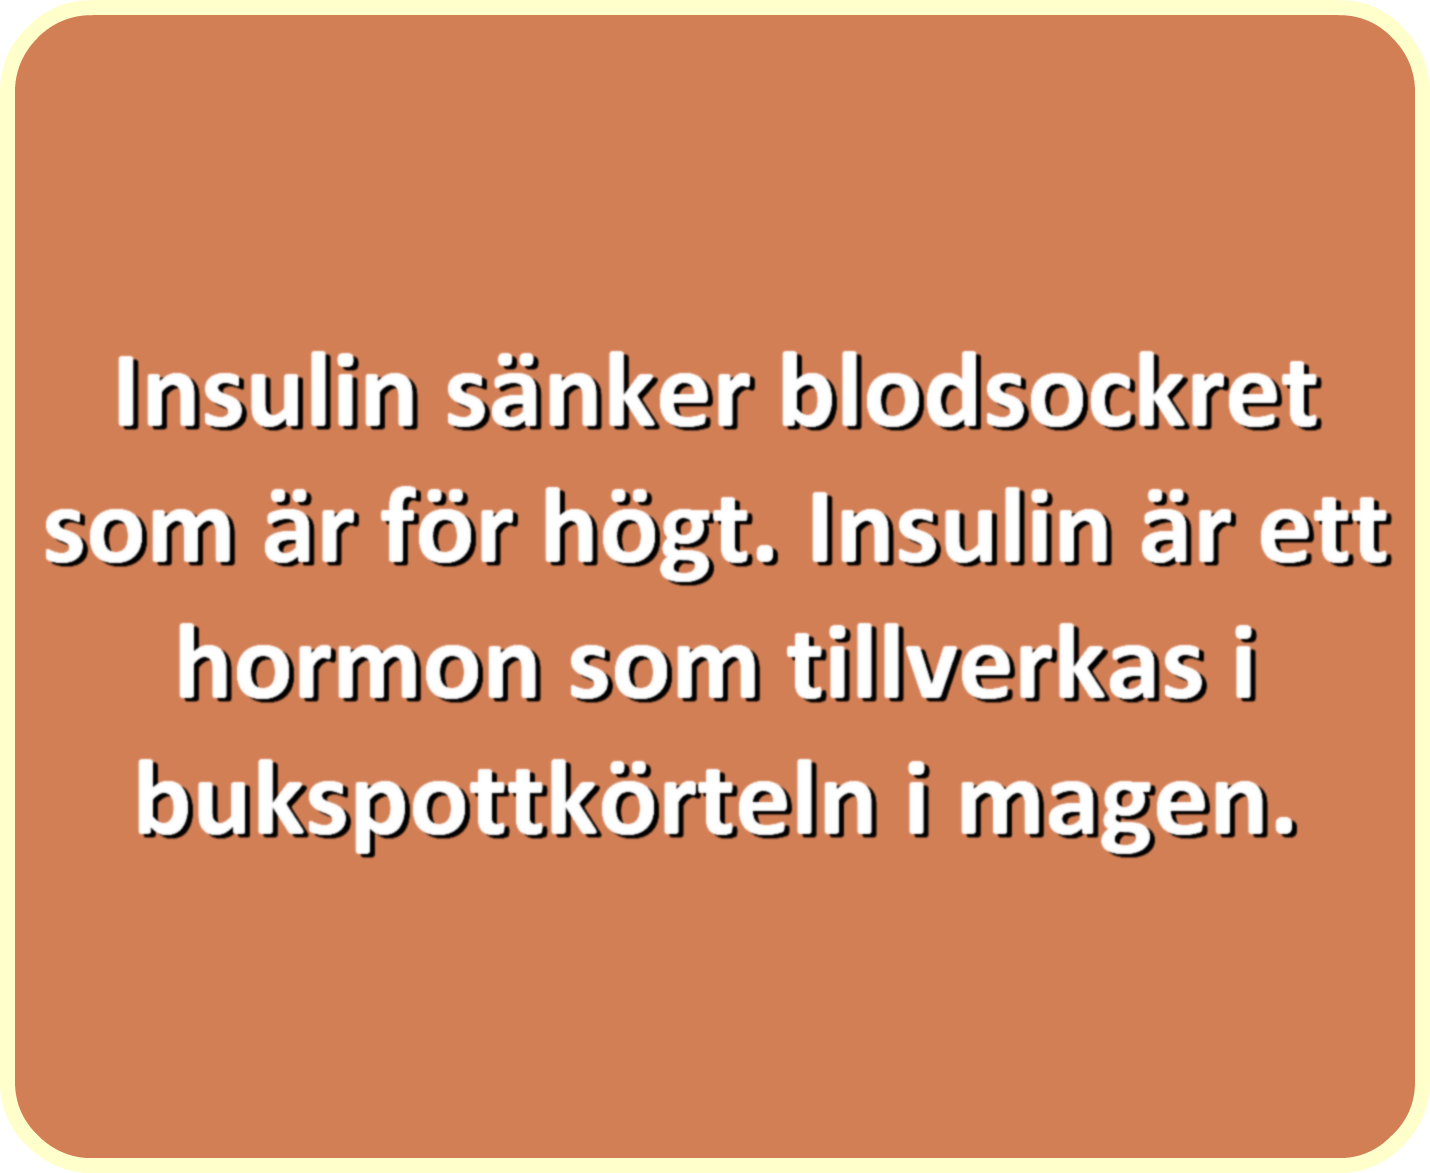 Insulin sänker blodsockret
som är för högt. Insulin är ett
hormon som tillverkas i
bukspottkörteln i magen.